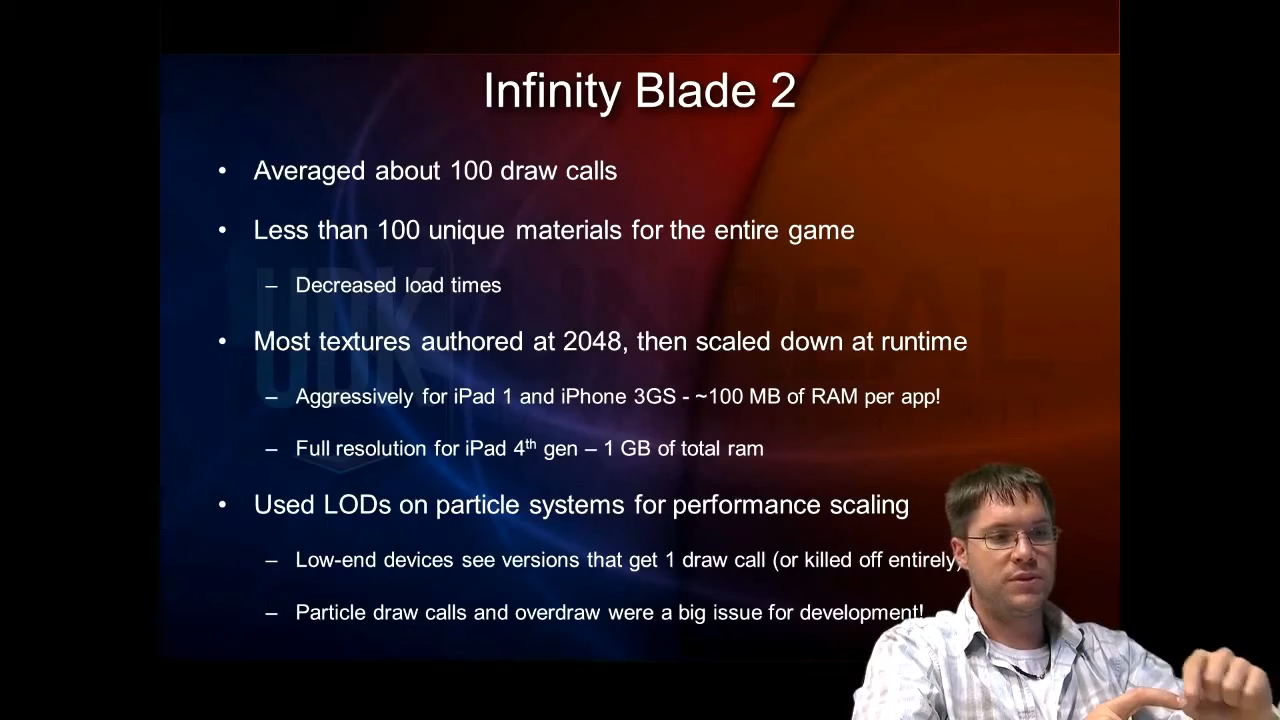 Infinity Blade 2
• Averaged about 100 draw calls
• Less than 100 unique materials for the entire game
– Decreased load times
• Most textures authored at 2048, then scaled down at runtime
– Aggressively for iPad 1 and iPhone 3GS - ~100 MB of RAM per app!
– Full resolution for iPad 4th gen – 1 GB of total ram
• Used LODs on particle systems for performance scaling
– Low-end devices see versions that get 1 draw call (or killed off entirely)
– Particle draw calls and overdraw were a big issue for development!
UDK UNREAL